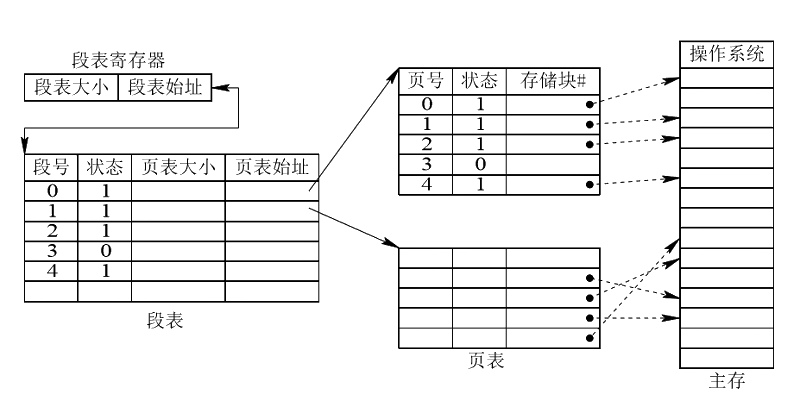 段表寄存器
段表大小 段表始址
段号 状态 页表大小 页表始址
0 1
1 1
2 1
3 0
4 1
段表
页号 状态 存储块#
0 1
1 1
2 1
3 0
4 1
页表
操作系统
主存